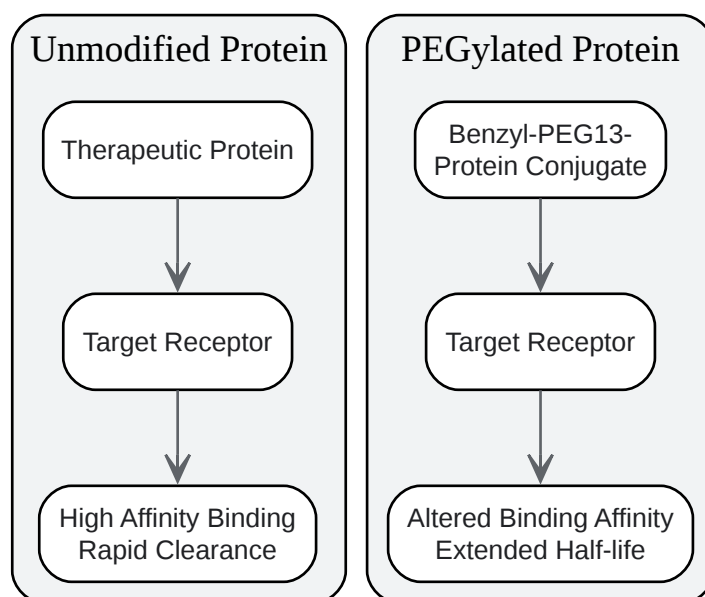 Unmodified Protein
Therapeutic Protein
Target Receptor
High Affinity Binding
Rapid Clearance
PEGylated Protein
Benzyl-PEG13-
Protein Conjugate
Target Receptor
Altered Binding Affinity
Extended Half-life